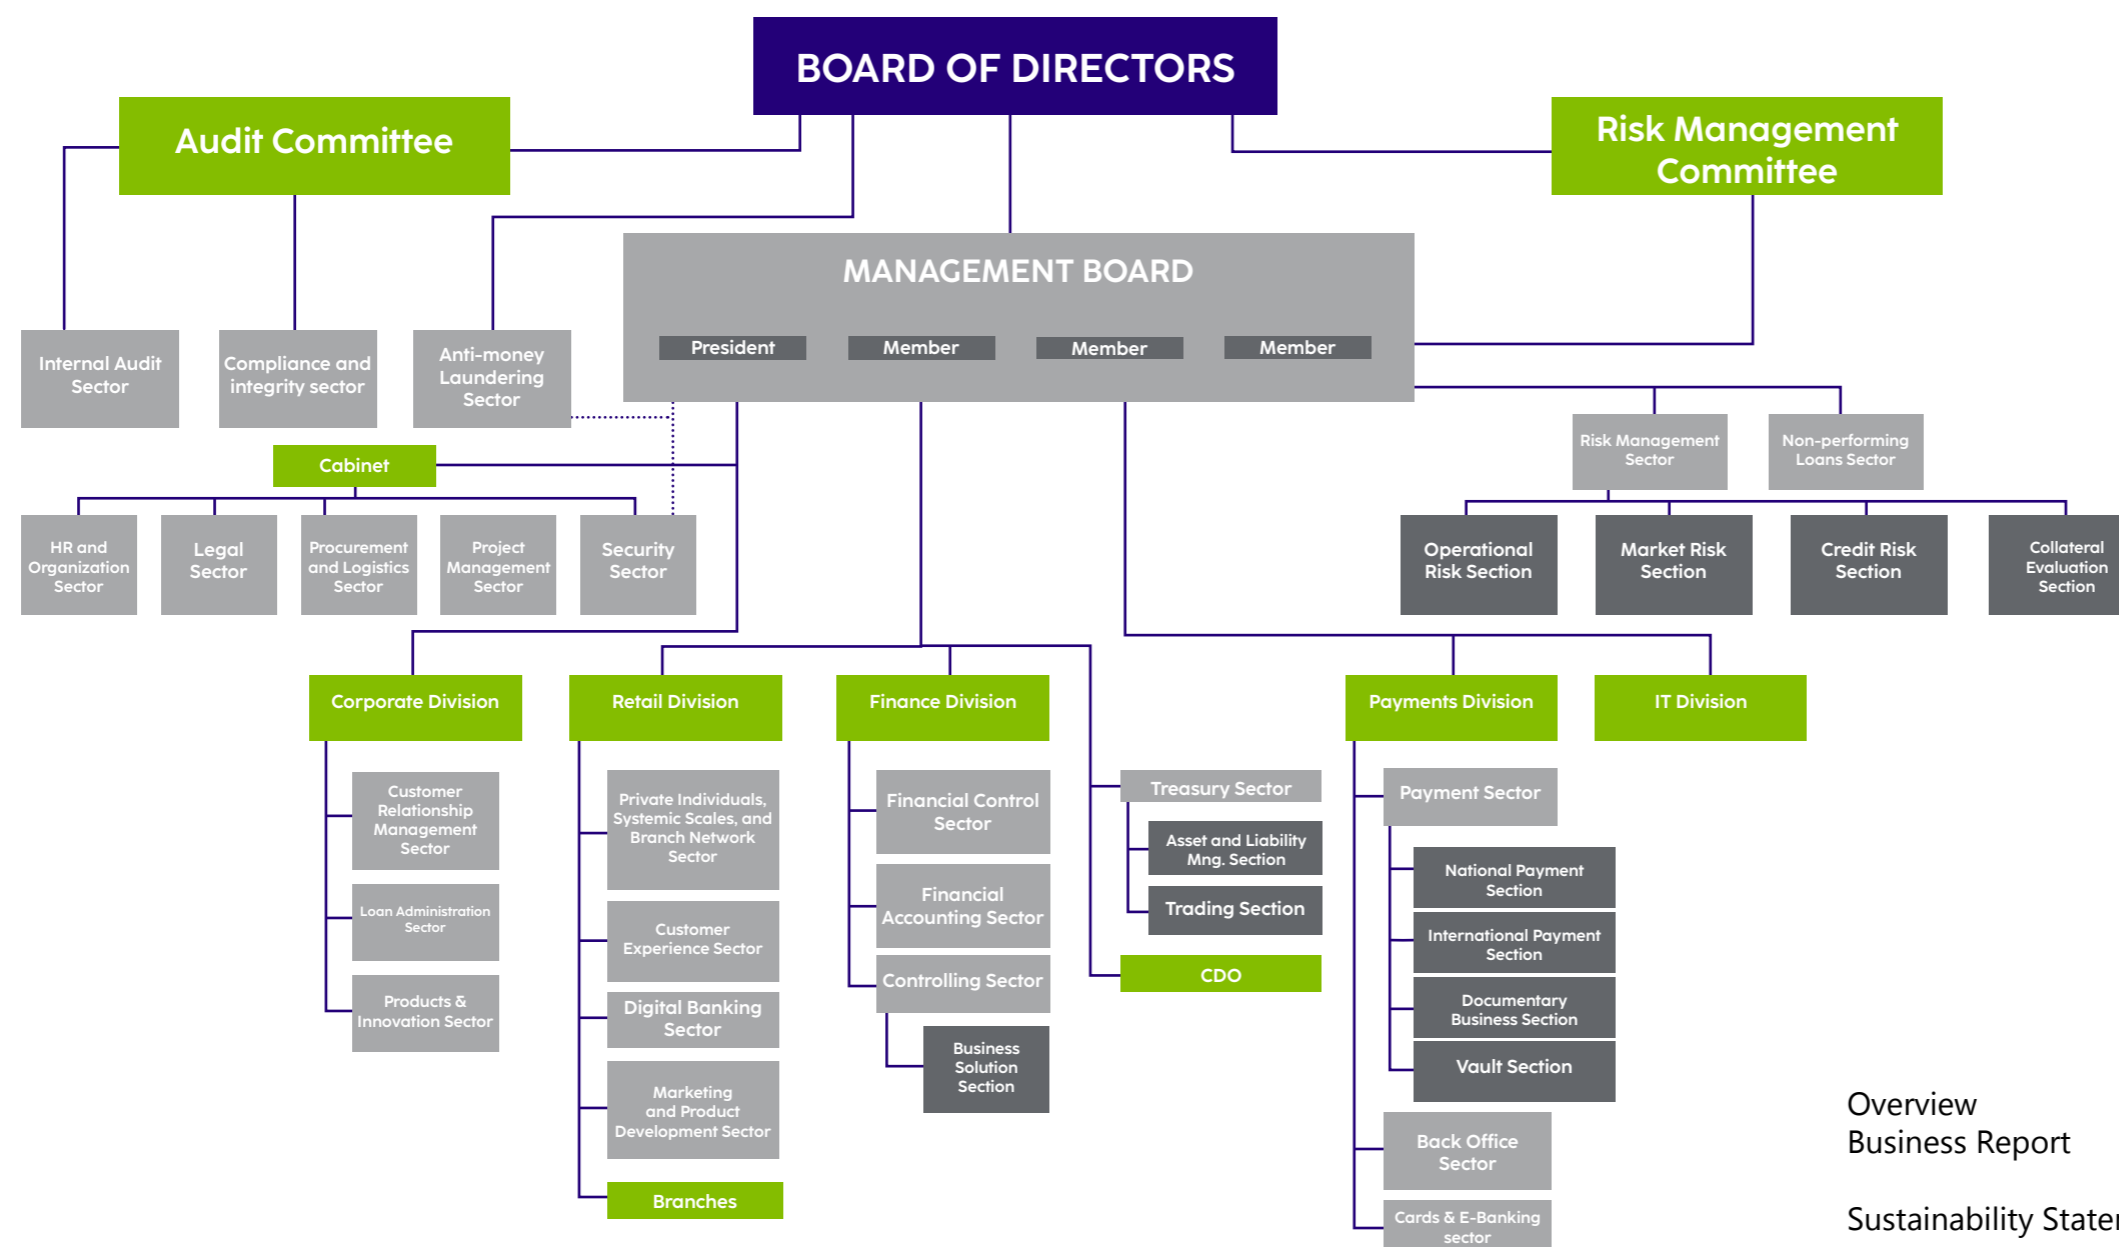 BOARD OF DIRECTORS
Audit Committee
Risk Management
Committee
MANAGEMENT BOARD
President
Member
Member
Member
Internal Audit
Sector
Compliance and
integrity sector
Anti-money
Laundering
Sector
Risk Management
Sector
Non-performing
Loans Sector
Cabinet
HR and
Organization
Sector
Legal
Sector
Procurement
and Logistics
Sector
Project
Management
Sector
Security
Sector
Operational
Risk Section
Market Risk
Section
Credit Risk
Section
Collateral
Evaluation
Section
Corporate Division
Retail Division
Finance Division
Payments Division
IT Division
Customer
Relationship
Management
Sector
Loan Administration
Sector
Products &
Innovation Sector
Private Individuals,
Systemic Scales, and
Branch Network
Sector
Customer
Experience Sector
Digital Banking
Sector
Marketing
and Product
Development Sector
Branches
Financial Control
Sector
Financial
Accounting Sector
Controlling Sector
Business
Solution
Section
Treasury Sector
Asset and Liability
Mng. Section
Trading Section
CDO
Payment Sector
National Payment
Section
International Payment
Section
Documentary
Business Section
Vault Section
Back Office
Sector
Cards & E-Banking
sector
Overview
Business Report
Sustainability